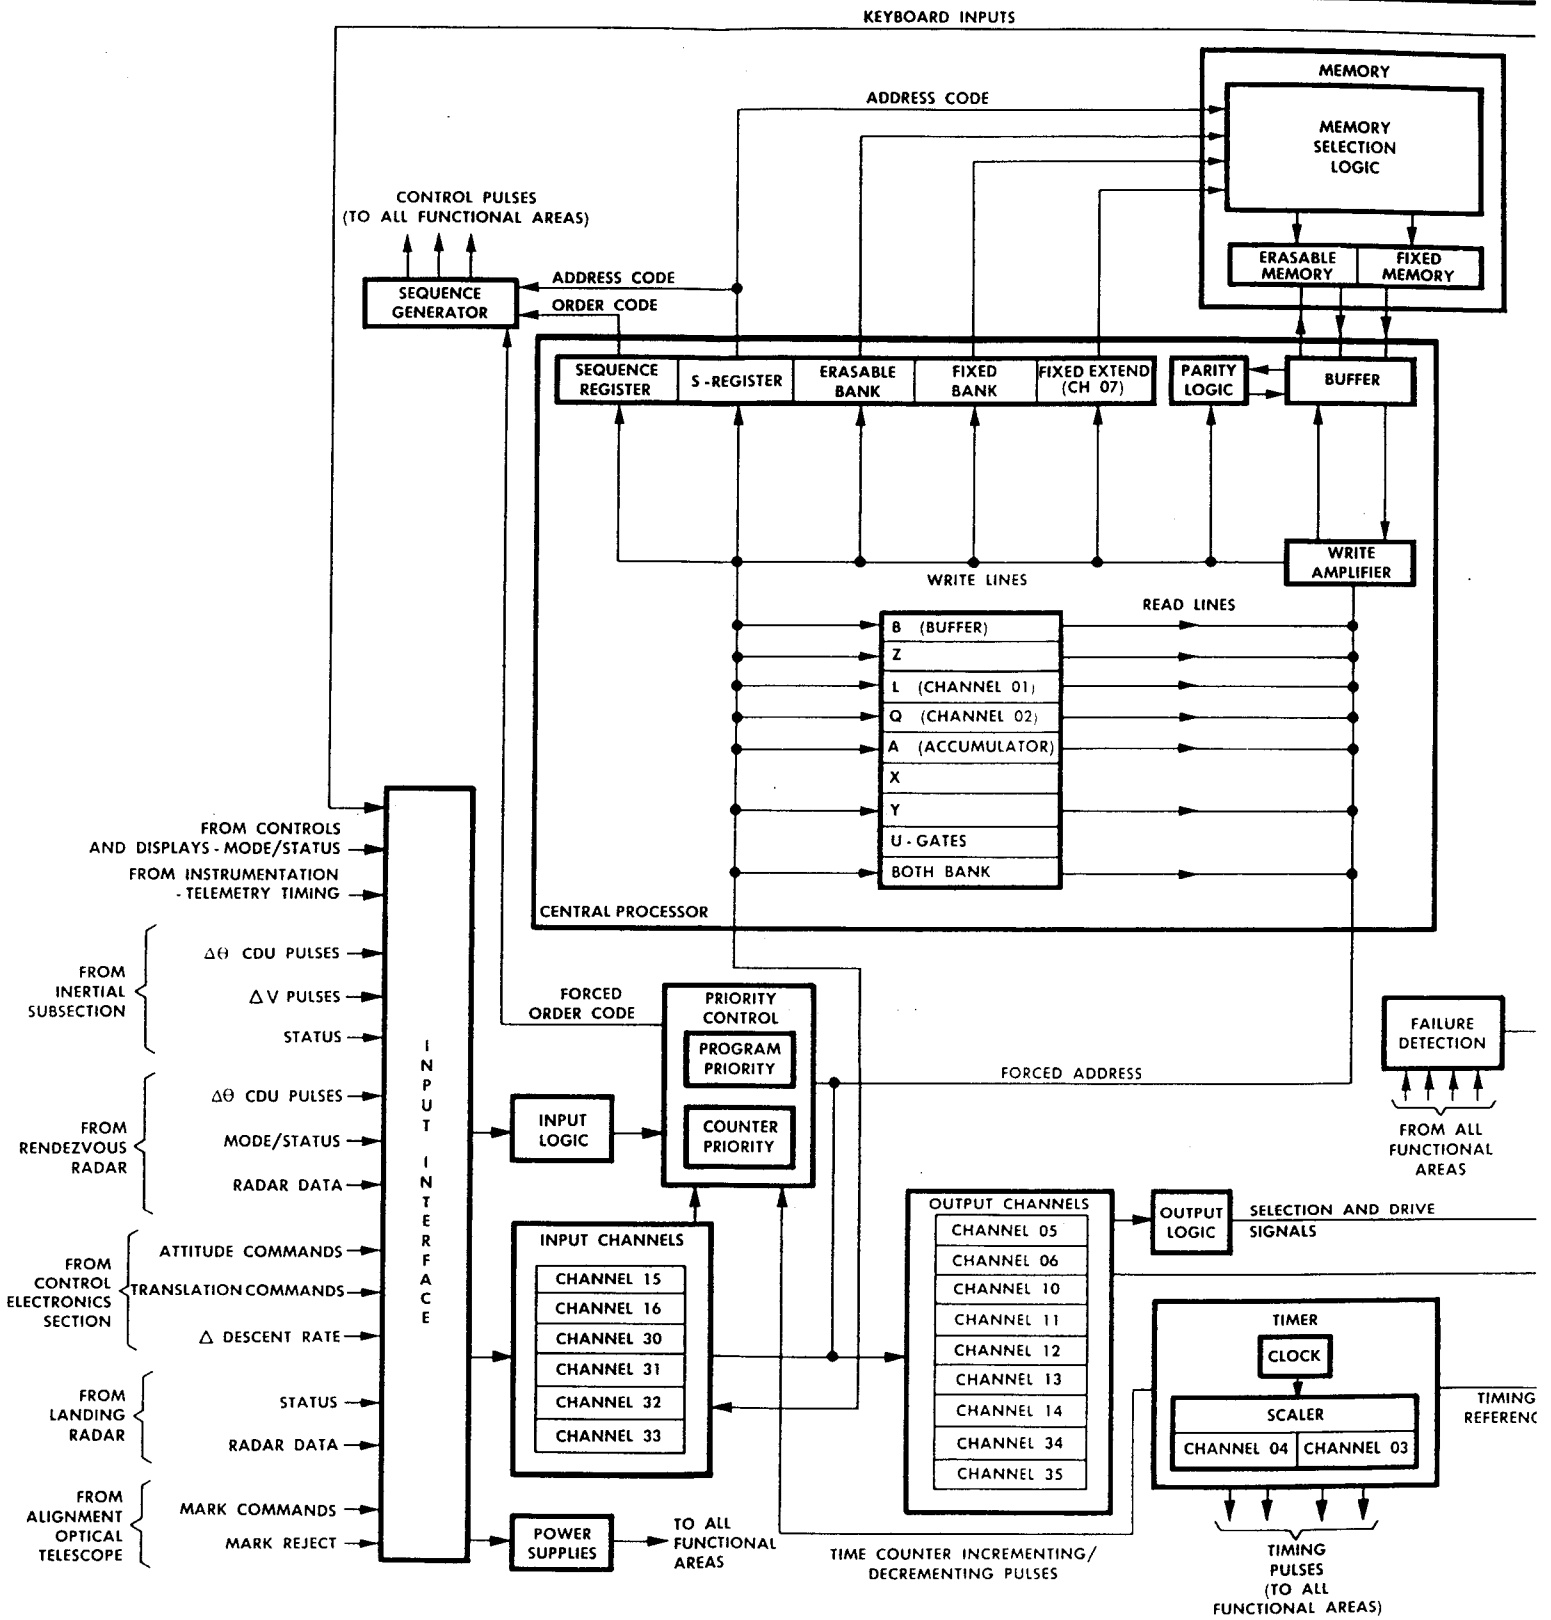 KEYBOARD INPUTS
MEMORY
MEMORY
SELECTION
LOGIC
ADDRESS CODE
CONTROL PULSES
(TO ALL FUNCTIONAL AREAS)
ERASABLE
MEMORY
FIXED
MEMORY
SEQUENCE
GENERATOR
ADDRESS CODE
ORDER CODE
SEQUENCE
REGISTER
S-REGISTER
ERASABLE
BANK
FIXED
BANK
FIXED EXTEND
(CH 07)
PARITY
LOGIC
BUFFER
WRITE
AMPLIFIER
WRITE LINES
READ LINES
B (BUFFER)
Z
L (CHANNEL 01)
Q (CHANNEL 02)
A (ACCUMULATOR)
X
Y
U-GATES
BOTH BANK
CENTRAL PROCESSOR
FROM CONTROLS
AND DISPLAYS-MODE/STATUS
FROM INSTRUMENTATION
-TELEMETRY TIMING
FROM
INERTIAL
SUBSECTION
Δθ CDU PULSES
ΔV PULSES
STATUS
FROM
RENDEZVOUS
RADAR
Δθ CDU PULSES
MODE/STATUS
RADAR DATA
FROM
CONTROL
ELECTRONICS
SECTION
ATTITUDE COMMANDS
TRANSLATION COMMANDS
Δ DESCENT RATE
FROM
LANDING
RADAR
STATUS
RADAR DATA
FROM
ALIGNMENT
OPTICAL
TELESCOPE
MARK COMMANDS
MARK REJECT
INPUT INTERFACE
FORCED
ORDER CODE
PRIORITY
CONTROL
PROGRAM
PRIORITY
COUNTER
PRIORITY
INPUT
LOGIC
FORCED ADDRESS
FAILURE
DETECTION
FROM ALL
FUNCTIONAL
AREAS
INPUT CHANNELS
CHANNEL 15
CHANNEL 16
CHANNEL 30
CHANNEL 31
CHANNEL 32
CHANNEL 33
OUTPUT CHANNELS
CHANNEL 05
CHANNEL 06
CHANNEL 10
CHANNEL 11
CHANNEL 12
CHANNEL 13
CHANNEL 14
CHANNEL 34
CHANNEL 35
OUTPUT
LOGIC
SELECTION AND DRIVE
SIGNALS
TIMER
CLOCK
SCALER
CHANNEL 04
CHANNEL 03
TIMING
REFERENC
POWER
SUPPLIES
TO ALL
FUNCTIONAL
AREAS
TIME COUNTER INCREMENTING/
DECREMENTING PULSES
TIMING
PULSES
(TO ALL
FUNCTIONAL AREAS)